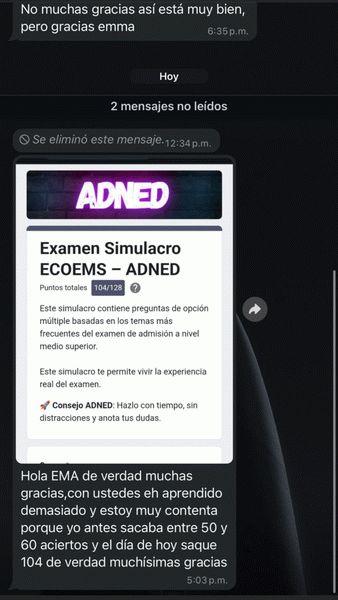 No muchas gracias así está muy bien,
pero gracias emma
6:35 p.m.
Hoy
2 mensajes no leídos
Se eliminó este mensaje. 12:34 p.m.
ADNED
Examen Simulacro
ECOEMS – ADNED
Puntos totales 104/128 ?
Este simulacro contiene preguntas de opción
múltiple basadas en los temas más
frecuentes del examen de admisión a nivel
medio superior.
Este simulacro te permite vivir la experiencia
real del examen.
🚀 Consejo ADNED: Hazlo con tiempo, sin
distracciones y anota tus dudas.
Hola EMA de verdad muchas
gracias,con ustedes eh aprendido
demasiado y estoy muy contenta
porque yo antes sacaba entre 50 y
60 aciertos y el día de hoy saque
104 de verdad muchísimas gracias
5:03 p.m.